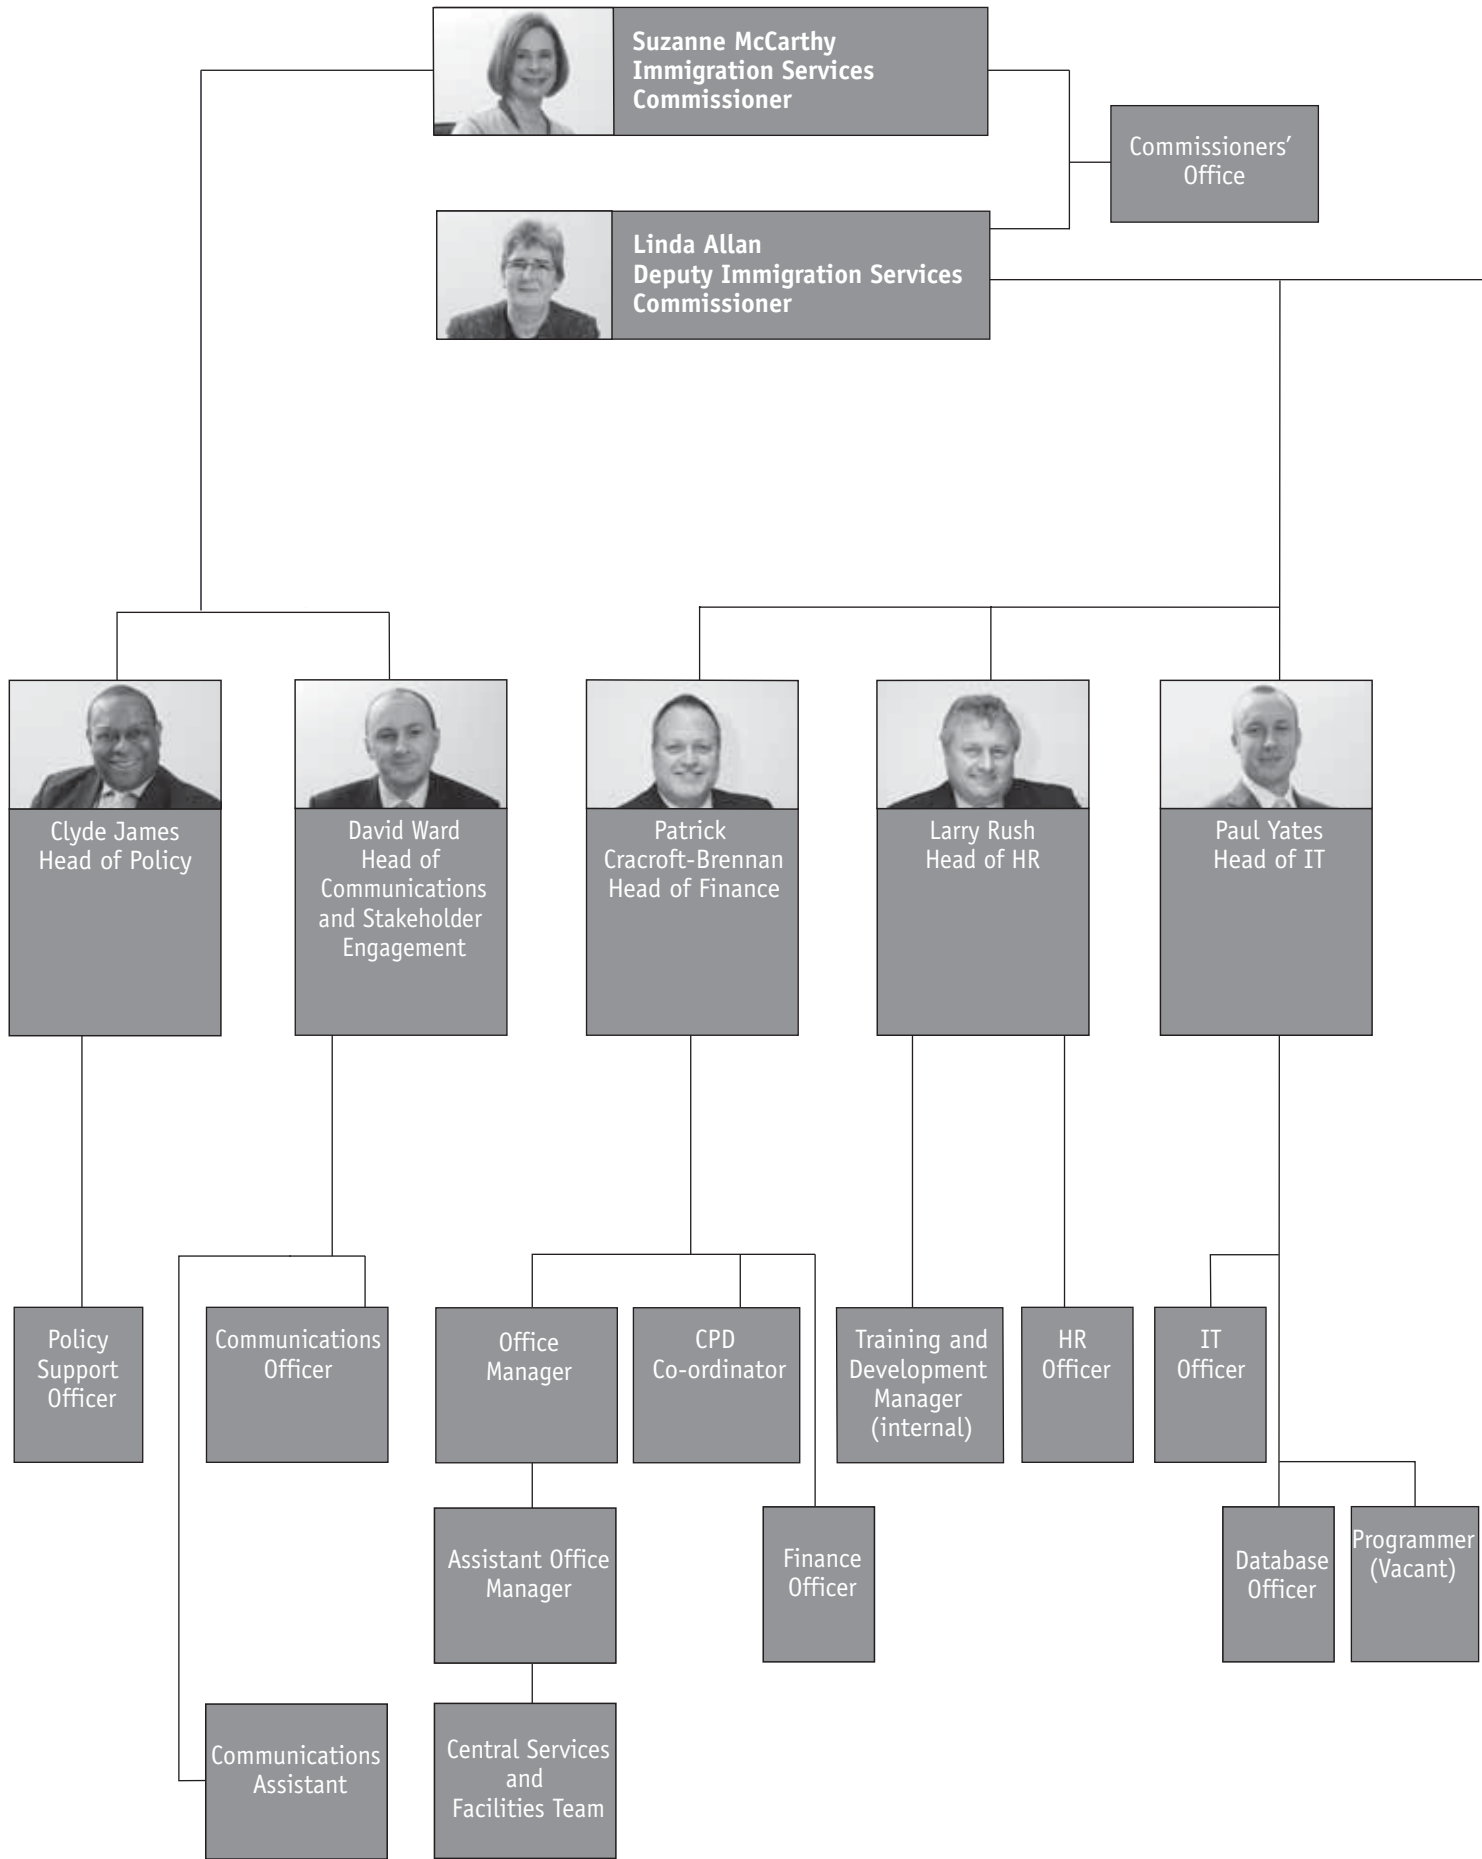 Suzanne McCarthy
Immigration Services
Commissioner
Commissioners’
Office
Linda Allan
Deputy Immigration Services
Commissioner
Clyde James
Head of Policy
David Ward
Head of
Communications
and Stakeholder
Engagement
Patrick
Cracroft-Brennan
Head of Finance
Larry Rush
Head of HR
Paul Yates
Head of IT
Policy
Support
Officer
Communications
Officer
Office
Manager
CPD
Co-ordinator
Training and
Development
Manager
(internal)
HR
Officer
IT
Officer
Assistant Office
Manager
Finance
Officer
Database
Officer
Programmer
(Vacant)
Communications
Assistant
Central Services
and
Facilities Team